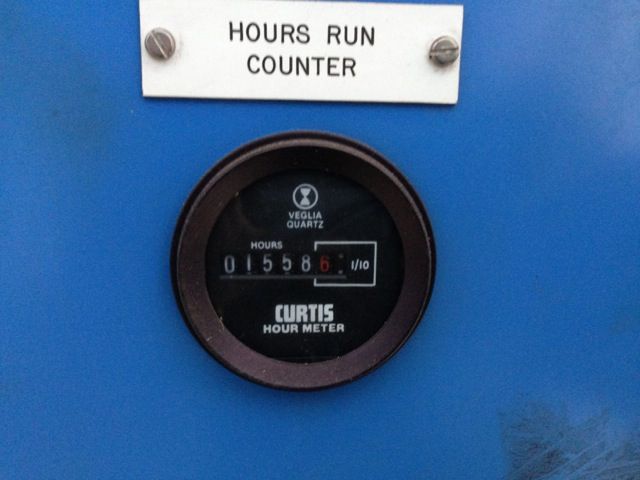 HOURS RUN
COUNTER
VEGLIA
QUARTZ
HOURS
015586 1/10
CURTIS
HOUR METER